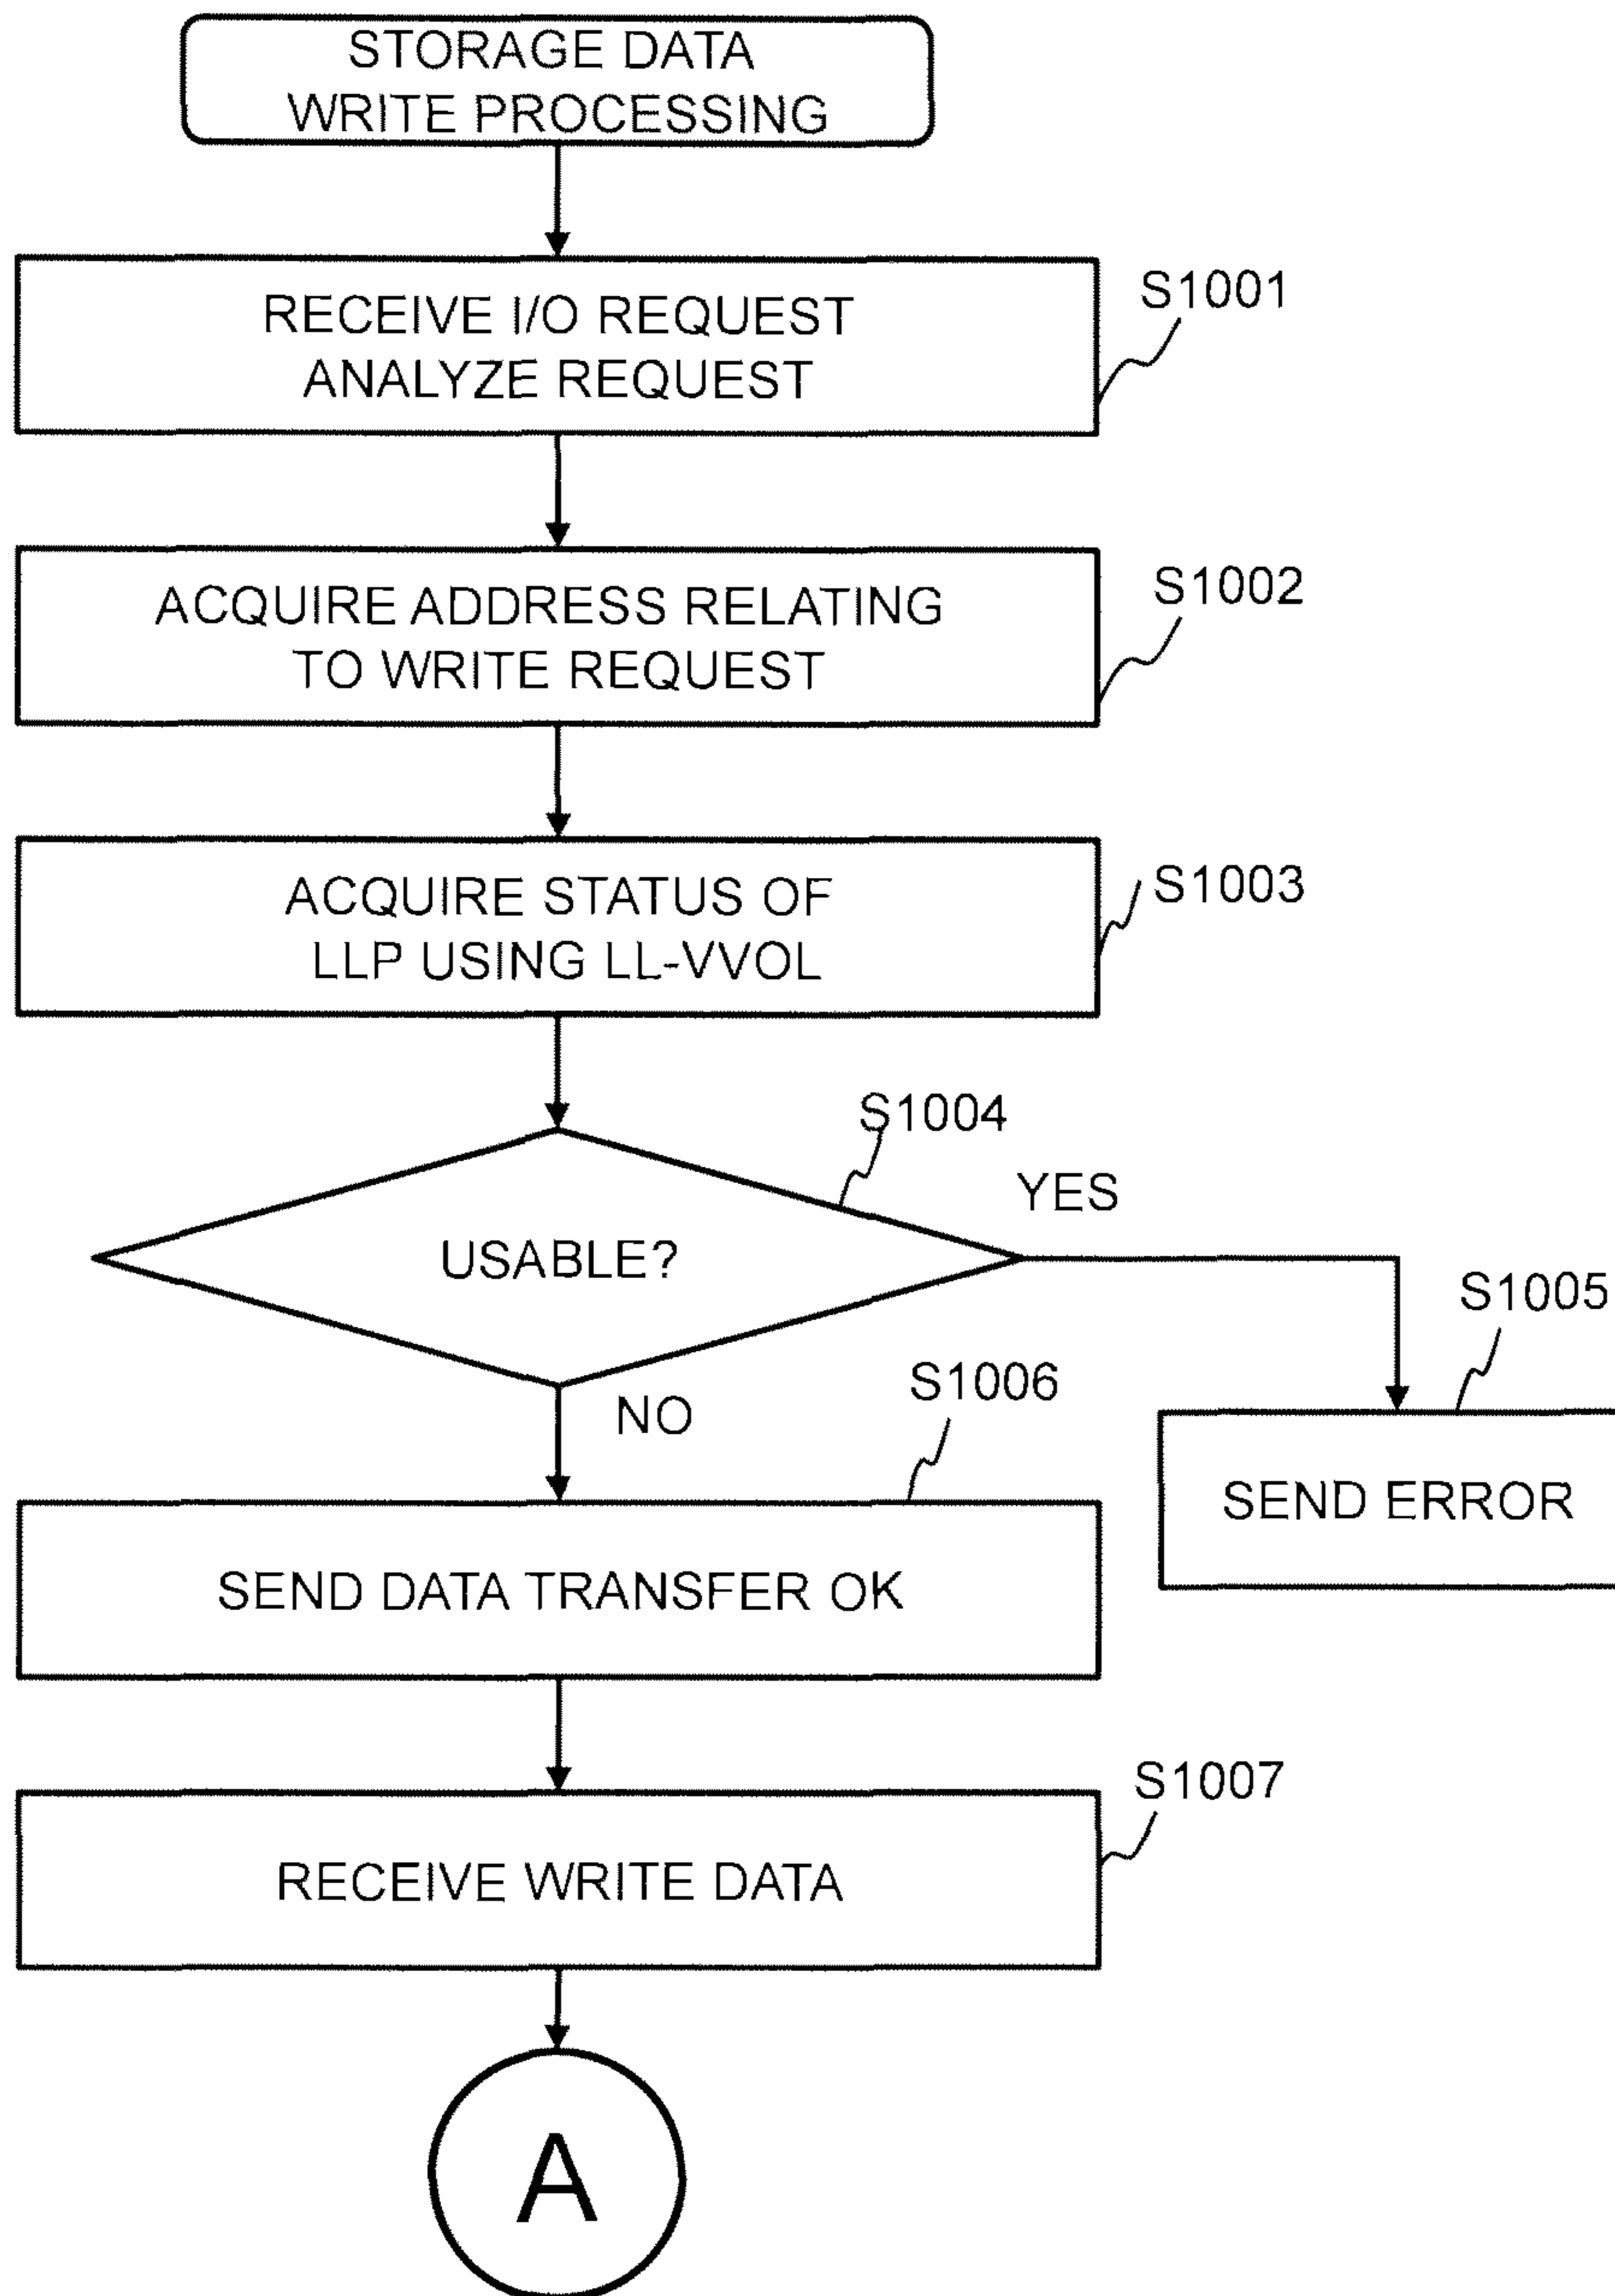 STORAGE DATA
WRITE PROCESSING
RECEIVE I/O REQUEST
ANALYZE REQUEST
S1001
ACQUIRE ADDRESS RELATING
TO WRITE REQUEST
S1002
ACQUIRE STATUS OF
LLP USING LL-VVOL
S1003
S1004
YES
USABLE?
S1005
NO
S1006
SEND ERROR
SEND DATA TRANSFER OK
S1007
RECEIVE WRITE DATA
A